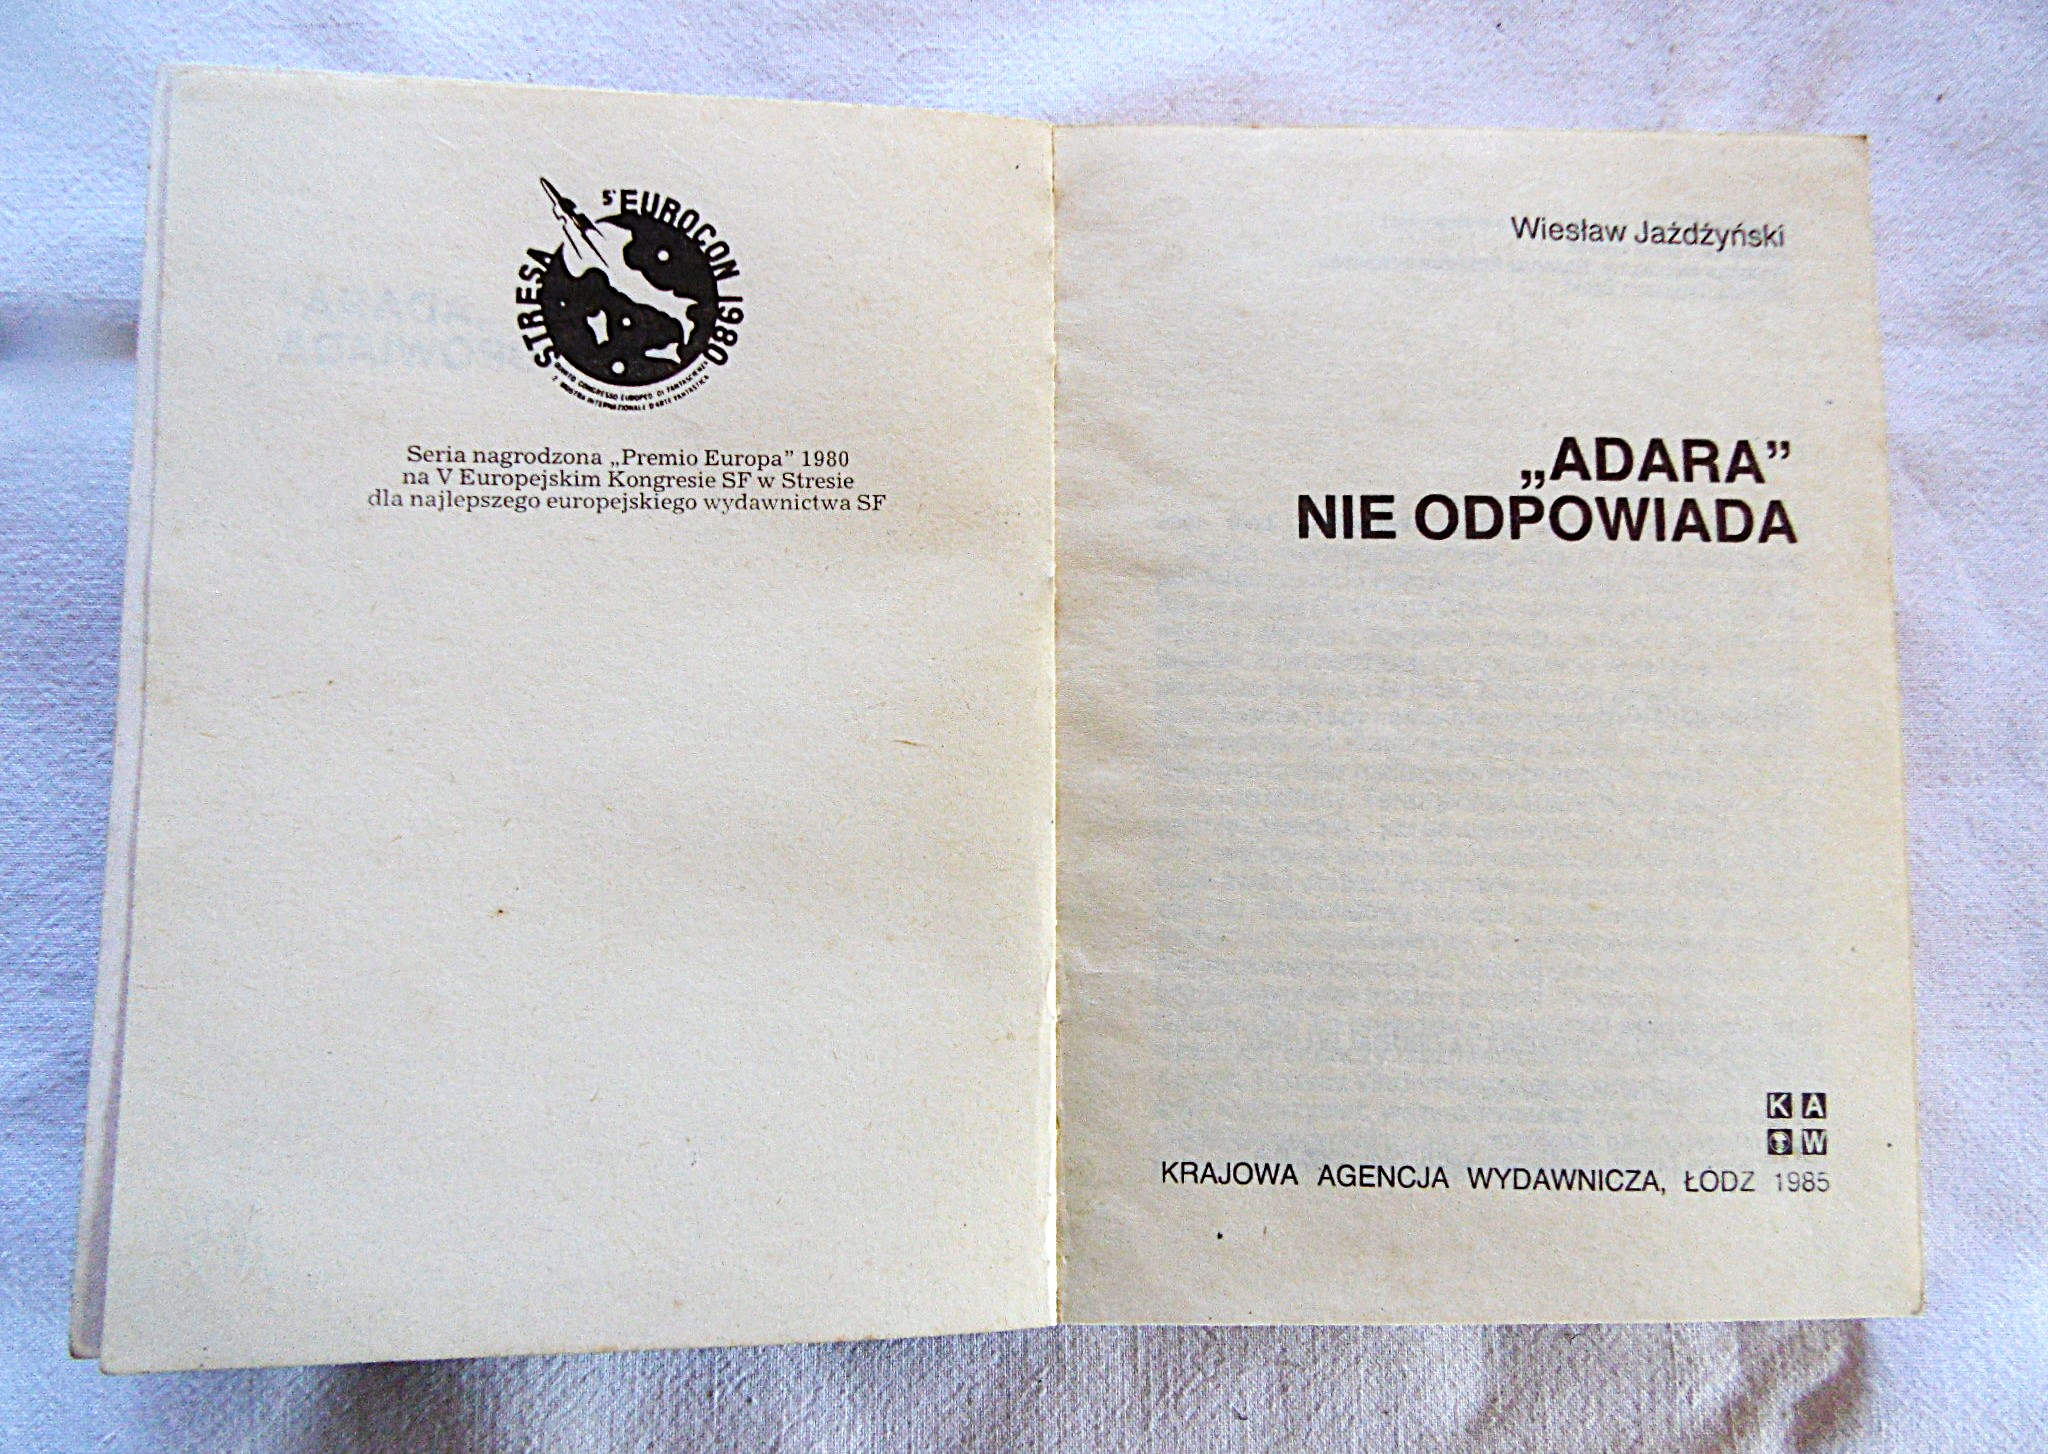 5° EUROCON 1980
STRESA
Seria nagrodzona „Premio Europa” 1980
na V Europejskim Kongresie SF w Stresie
dla najlepszego europejskiego wydawnictwa SF
Wiesław Jażdżyński
„ADARA”
NIE ODPOWIADA
K A
W
KRAJOWA AGENCJA WYDAWNICZA, ŁÓDZ 1985